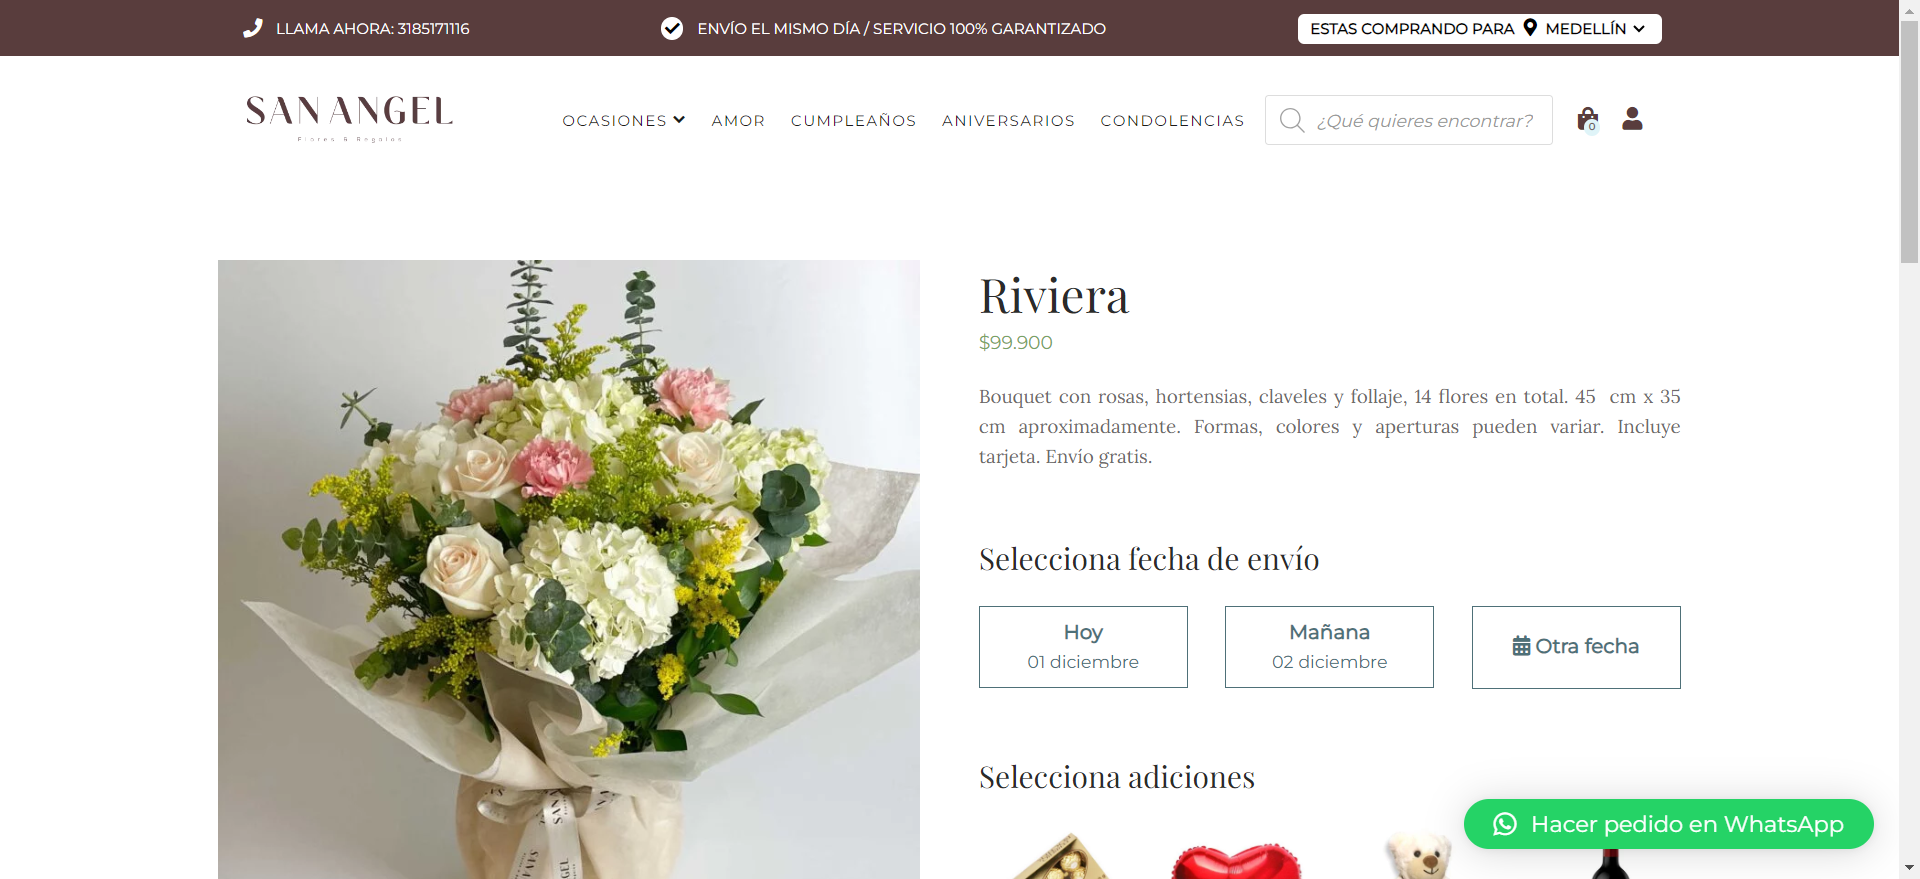 LLAMA AHORA: 3185171116
ENVÍO EL MISMO DÍA / SERVICIO 100% GARANTIZADO
ESTAS COMPRANDO PARA MEDELLÍN
SAN ANGEL
Flores & Regalos
OCASIONES
AMOR
CUMPLEAÑOS
ANIVERSARIOS
CONDOLENCIAS
¿Qué quieres encontrar?
0
Riviera
$99.900
Bouquet con rosas, hortensias, claveles y follaje, 14 flores en total. 45 cm x 35
cm aproximadamente. Formas, colores y aperturas pueden variar. Incluye
tarjeta. Envío gratis.
Selecciona fecha de envío
Hoy
01 diciembre
Mañana
02 diciembre
Otra fecha
Selecciona adiciones
Hacer pedido en WhatsApp